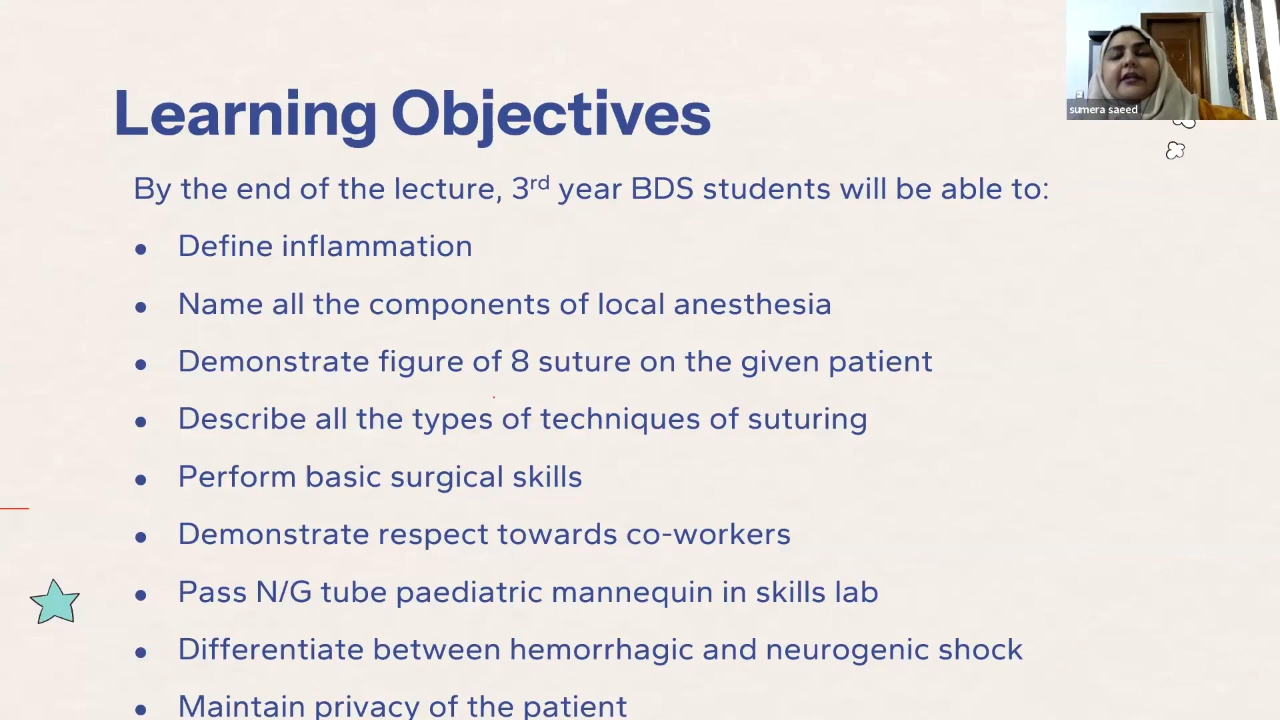 Learning Objectives
sumera saeed
By the end of the lecture, 3rd year BDS students will be able to:
• Define inflammation
• Name all the components of local anesthesia
• Demonstrate figure of 8 suture on the given patient
• Describe all the types of techniques of suturing
• Perform basic surgical skills
• Demonstrate respect towards co-workers
• Pass N/G tube paediatric mannequin in skills lab
• Differentiate between hemorrhagic and neurogenic shock
• Maintain privacy of the patient